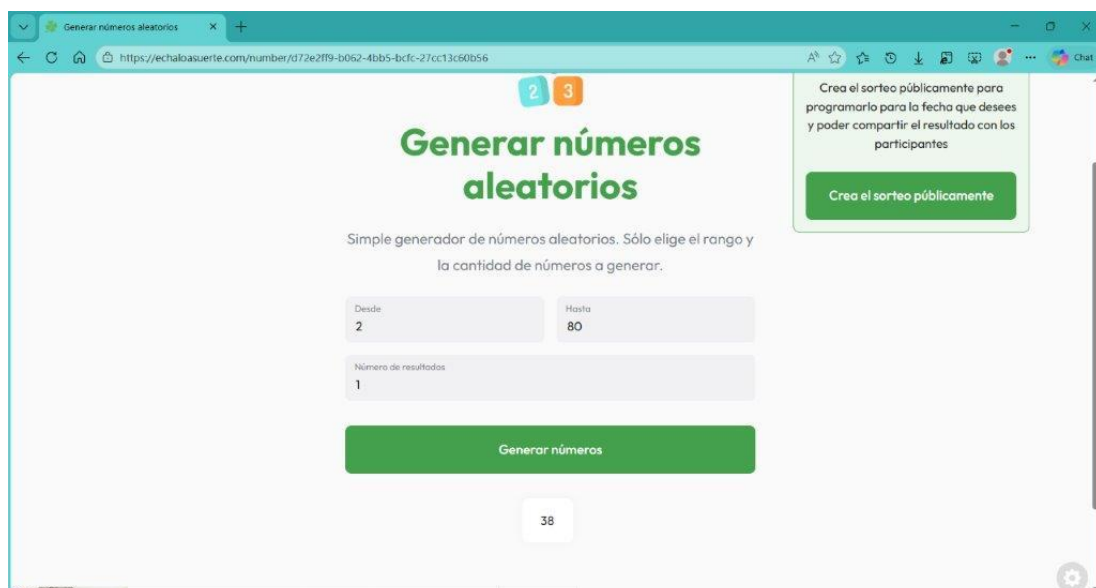 Generar números aleatorios
https://echaloasuerte.com/number/d72e2ff9-b062-4bb5-bcfc-27cc13c60b56
Chat
2 3
Generar números
aleatorios
Simple generador de números aleatorios. Sólo elige el rango y
la cantidad de números a generar.
Desde
2
Hasta
80
Número de resultados
1
Generar números
38
Crea el sorteo públicamente para
programarlo para la fecha que desees
y poder compartir el resultado con los
participantes
Crea el sorteo públicamente